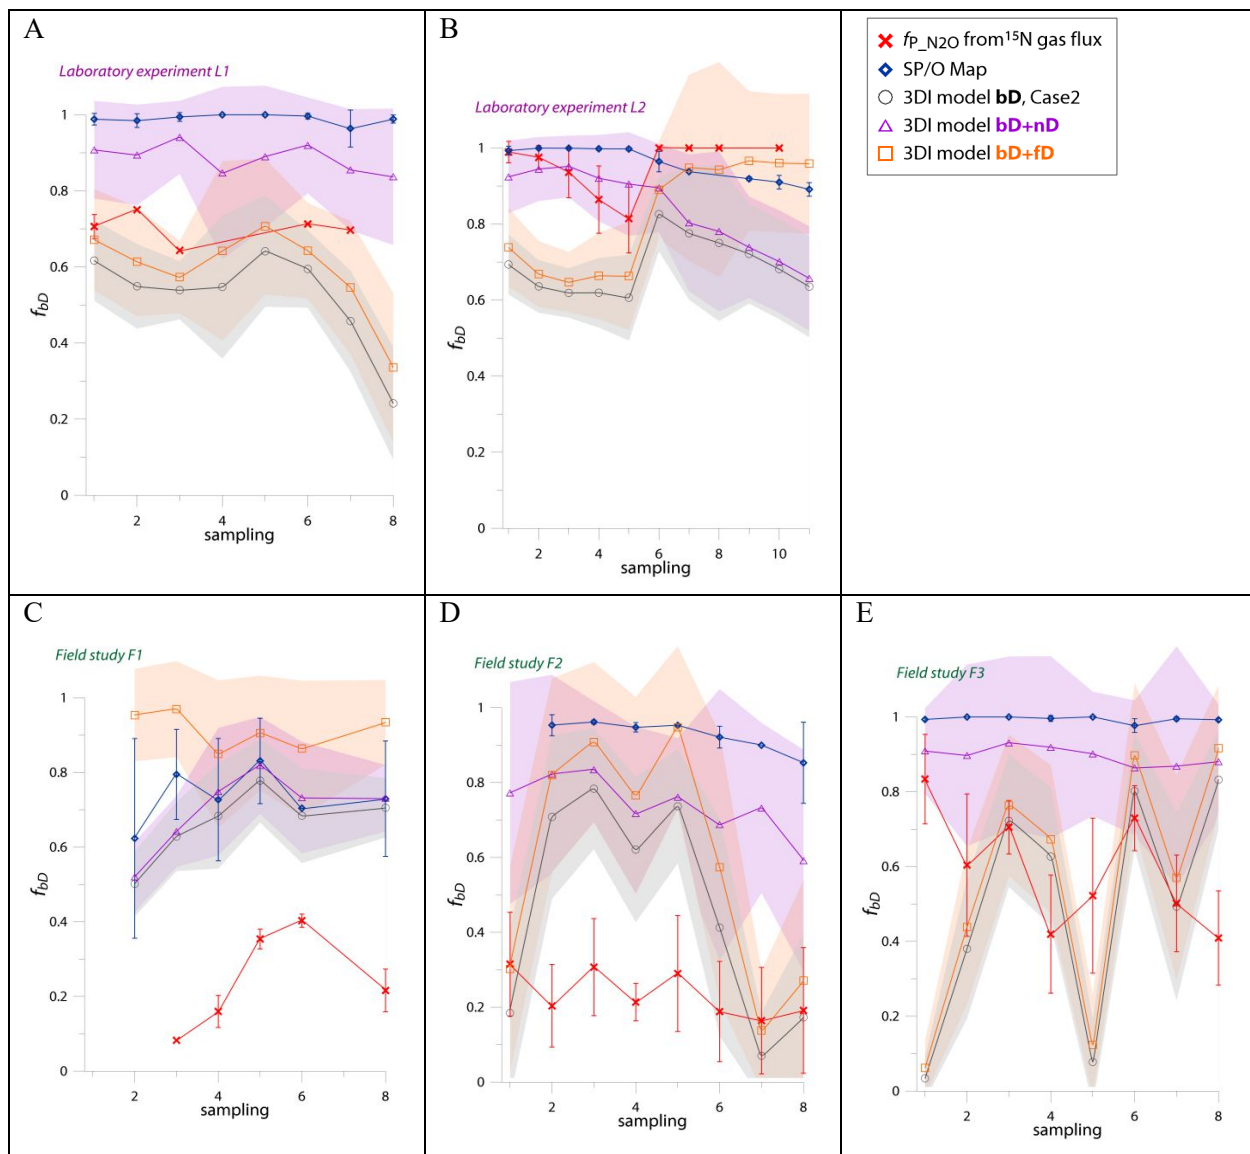 A
Laboratory experiment L1
1
0.8
0.6
0.4
0.2
0
fbD
2 4 6 8
sampling
B
Laboratory experiment L2
1
0.8
0.6
0.4
0.2
0
fbD
2 4 6 8 10
sampling
fP_N2O from 15N gas flux
SP/O Map
3DI model bD, Case2
3DI model bD+nD
3DI model bD+fD
C
Field study F1
1
0.8
0.6
0.4
0.2
0
fbD
2 4 6 8
sampling
D
Field study F2
1
0.8
0.6
0.4
0.2
0
fbD
2 4 6 8
sampling
E
Field study F3
1
0.8
0.6
0.4
0.2
0
fbD
2 4 6 8
sampling